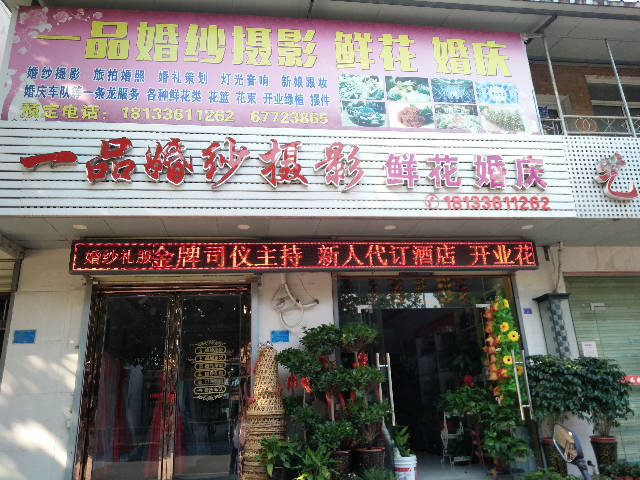 一品婚纱摄影 鲜花 婚庆
婚纱摄影 旅拍婚照 婚礼策划 灯光音响 新娘跟妆
婚庆车队等一条龙服务 各种鲜花类 花篮 花束 开业绿植 摆件
预定电话: 18133611262 67723865
一品婚纱摄影 鲜花 婚庆
18133611262
艺
婚纱礼服 金牌司仪主持 新人代订酒店 开业花